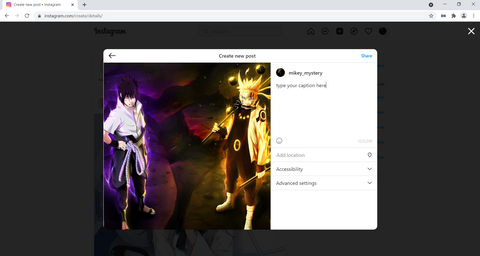 Create new post • Instagram
instagram.com/create/details/
Create new post
Share
mikey_mystery
type your caption here
Add location
Accessibility
Advanced settings